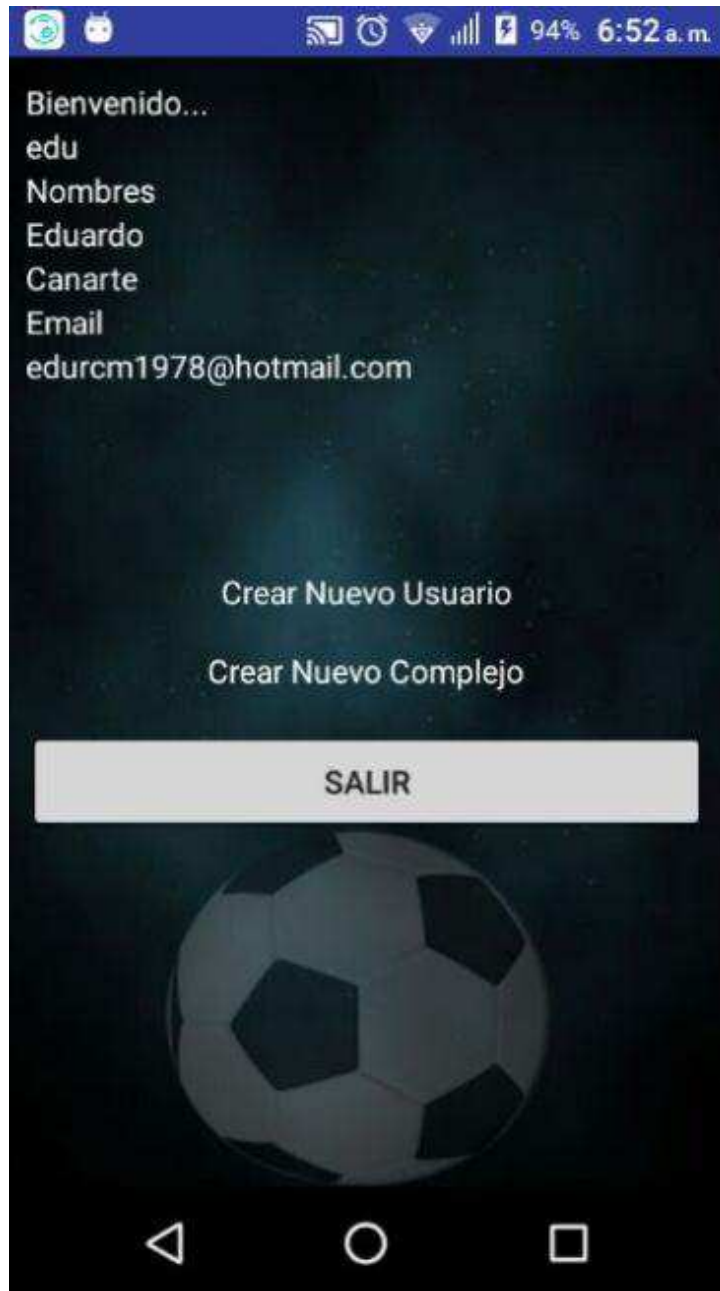 94% 6:52 a. m.
Bienvenido...
edu
Nombres
Eduardo
Canarte
Email
edurcm1978@hotmail.com
Crear Nuevo Usuario
Crear Nuevo Complejo
SALIR